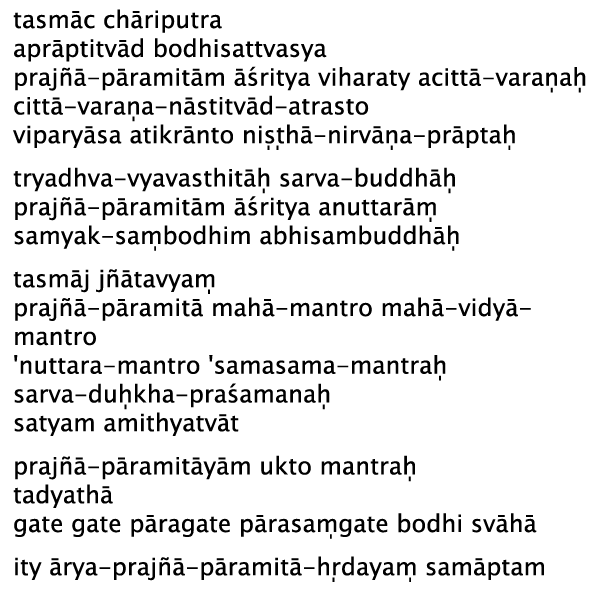 tasmāc chāriputra
aprāptitvād bodhisattvasya
prajñā-pāramitām āśritya viharaty acittā-varaṇaḥ
cittā-varaṇa-nāstitvād-atrasto
viparyāsa atikrānto niṣṭhā-nirvāṇa-prāptaḥ
tryadhva-vyavasthitāḥ sarva-buddhāḥ
prajñā-pāramitām āśritya anuttarāṃ
samyak-saṃbodhim abhisambuddhāḥ
tasmāj jñātavyaṃ
prajñā-pāramitā mahā-mantro mahā-vidyā-
mantro
'nuttara-mantro 'samasama-mantraḥ
sarva-duḥkha-praśamanaḥ
satyam amithyatvāt
prajñā-pāramitāyām ukto mantraḥ
tadyathā
gate gate pāragate pārasaṃgate bodhi svāhā
ity ārya-prajñā-pāramitā-hṛdayaṃ samāptam